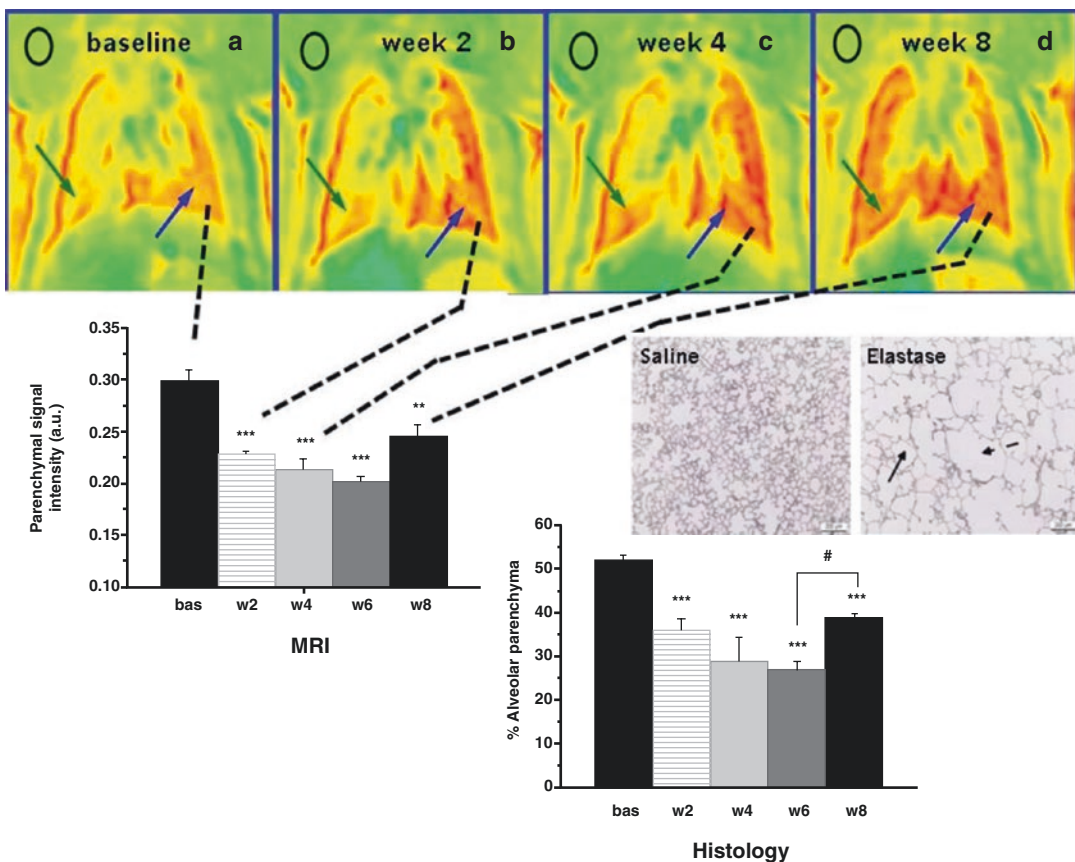 baseline a
week 2 b
week 4 c
week 8 d
0.35
0.30
0.25
0.20
0.15
0.10
Parenchymal signal
intensity (a.u.)
***
***
***
**
bas w2 w4 w6 w8
MRI
Saline
Elastase
60
50
40
30
20
10
0
% Alveolar parenchyma
***
***
***
#
***
bas w2 w4 w6 w8
Histology